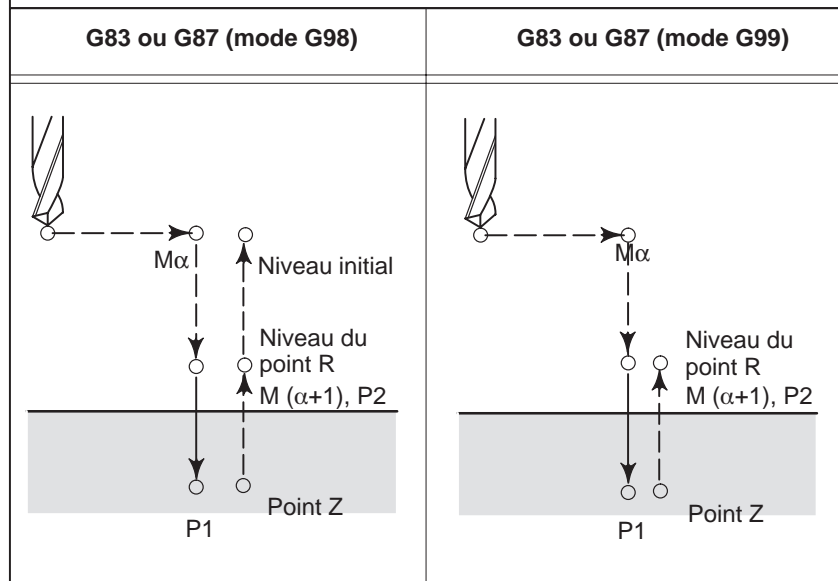 G83 ou G87 (mode G98)
Mα
Niveau initial
Niveau du
point R
M (α+1), P2
Point Z
P1
G83 ou G87 (mode G99)
Mα
Niveau du
point R
M (α+1), P2
Point Z
P1